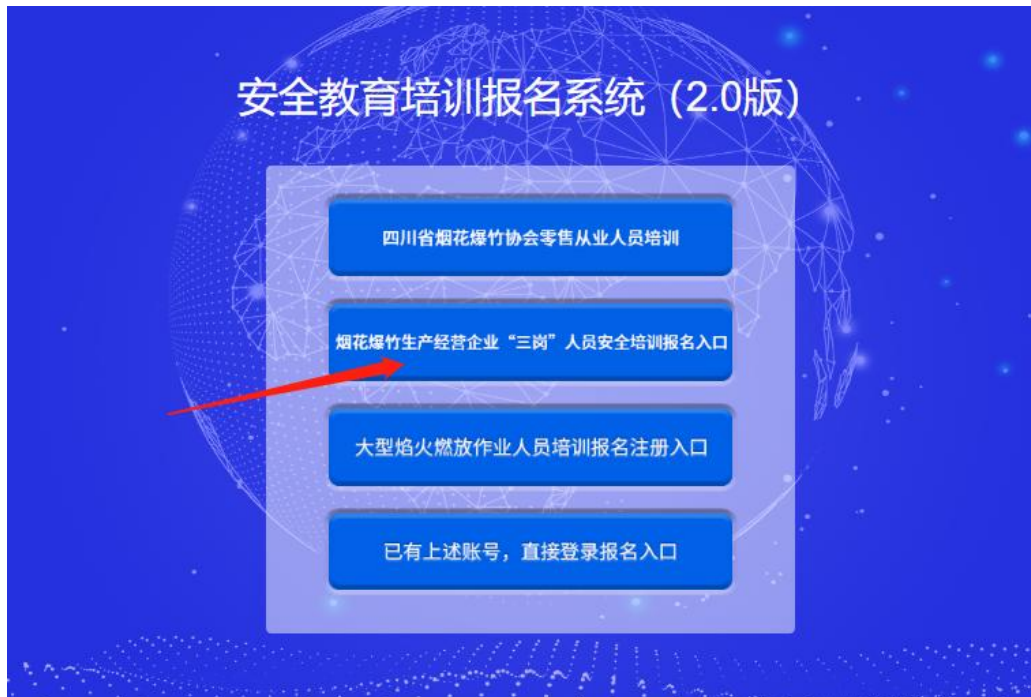 安全教育培训报名系统（2.0版）
四川省烟花爆竹协会零售从业人员培训
烟花爆竹生产经营企业“三岗”人员安全培训报名入口
大型焰火燃放作业人员培训报名注册入口
已有上述账号，直接登录报名入口